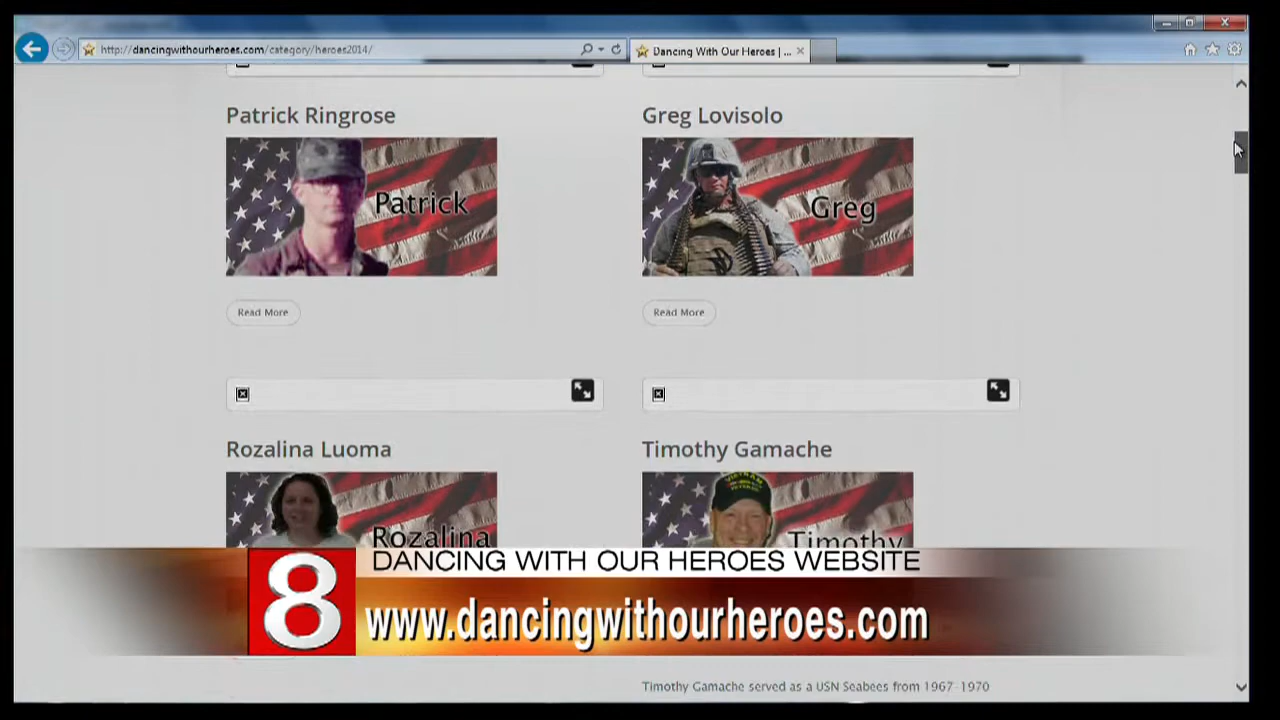 http://dancingwithourheroes.com/category/heroes2014/
Dancing With Our Heroes | ...
Patrick Ringrose
Greg Lovisolo
Patrick
Greg
Read More
Read More
Rozalina Luoma
Timothy Gamache
VIETNAM
VETERAN
Rozalina
Timothy
8
DANCING WITH OUR HEROES WEBSITE
www.dancingwithourheroes.com
Timothy Gamache served as a USN Seabees from 1967-1970